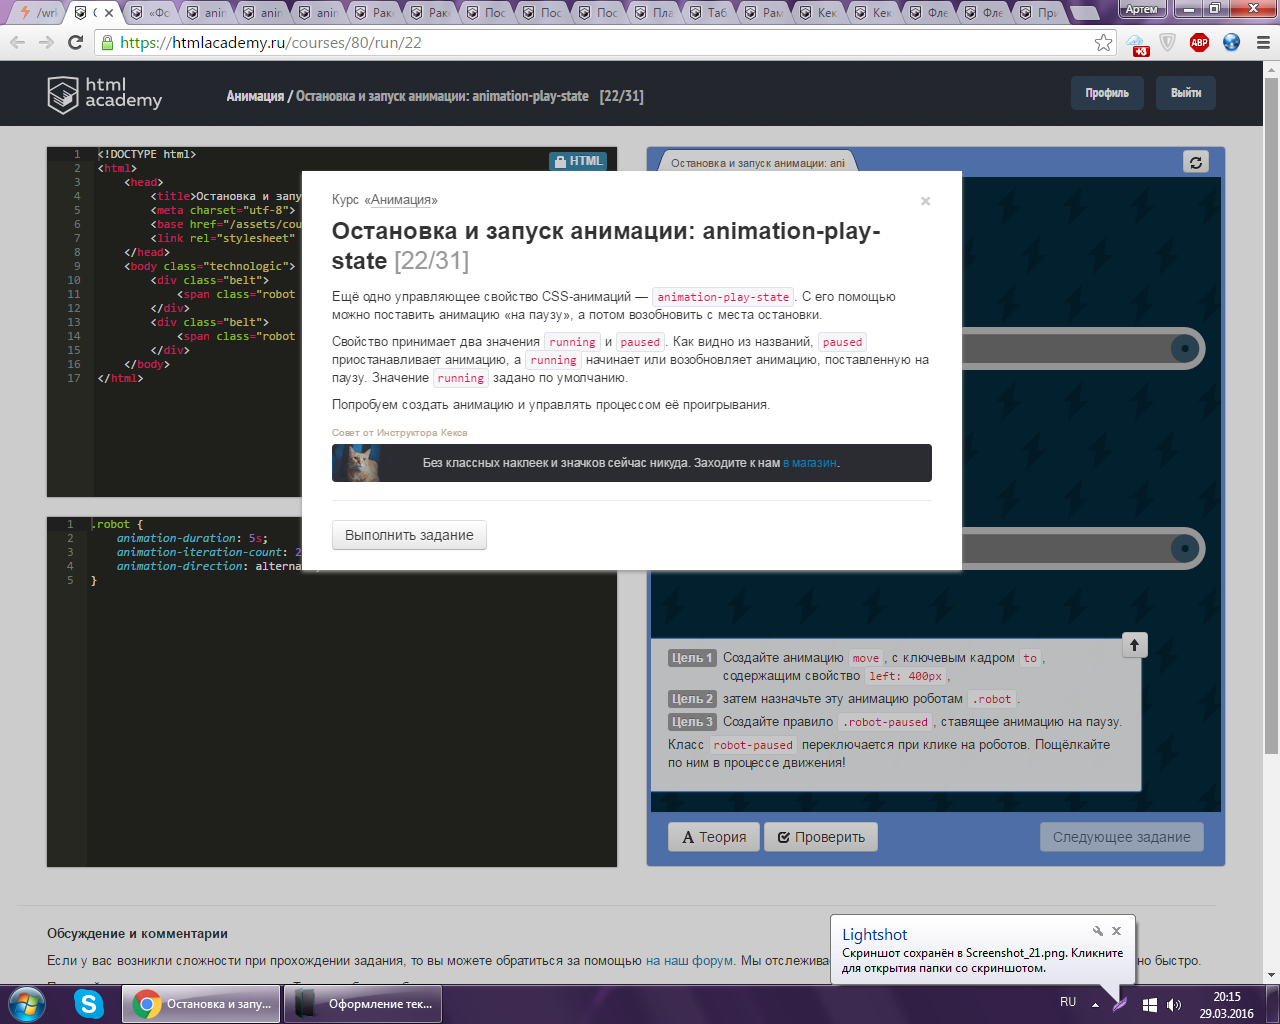 /wrl
«Фо
ani
ani
ani
Рак
Рак
Пос
Пос
Пос
Пла
Таб
Рам
Кек
Кек
Фле
Фле
При
Артем
https://htmlacademy.ru/courses/80/run/22
+3
ABP
html
academy
Анимация / Остановка и запуск анимации: animation-play-state [22/31]
Профиль
Выйти
HTML
1 <!DOCTYPE html>
2 <html>
3 <head>
4 <title>Остановка и запу
5 <meta charset="utf-8">
6 <base href="/assets/cou
7 <link rel="stylesheet"
8 </head>
9 <body class="technologic">
10 <div class="belt">
11 <span class="robot
12 </div>
13 <div class="belt">
14 <span class="robot
15 </div>
16 </body>
17 </html>
Остановка и запуск анимации: ani
Курс «Анимация»
×
Остановка и запуск анимации: animation-play-
state [22/31]
Ещё одно управляющее свойство CSS-анимаций — animation-play-state. С его помощью
можно поставить анимацию «на паузу», а потом возобновить с места остановки.
Свойство принимает два значения running и paused. Как видно из названий, paused
приостанавливает анимацию, а running начинает или возобновляет анимацию, поставленную на
паузу. Значение running задано по умолчанию.
Попробуем создать анимацию и управлять процессом её проигрывания.
Совет от Инструктора Кекса
Без классных наклеек и значков сейчас никуда. Заходите к нам в магазин.
Выполнить задание
1 .robot {
2 animation-duration: 5s;
3 animation-iteration-count: 2
4 animation-direction: alterna
5 }
Цель 1 Создайте анимацию move, с ключевым кадром to,
содержащим свойство left: 400px,
Цель 2 затем назначьте эту анимацию роботам .robot.
Цель 3 Создайте правило .robot-paused, ставящее анимацию на паузу.
Класс robot-paused переключается при клике на роботов. Пощёлкайте
по ним в процессе движения!
A Теория
Проверить
Следующее задание
Обсуждение и комментарии
Если у вас возникли сложности при прохождении задания, то вы можете обратиться за помощью на наш форум. Мы отслежива
но быстро.
Lightshot
Скриншот сохранён в Screenshot_21.png. Кликните
для открытия папки со скриншотом.
Остановка и запу...
Оформление тек...
RU
20:15
29.03.2016